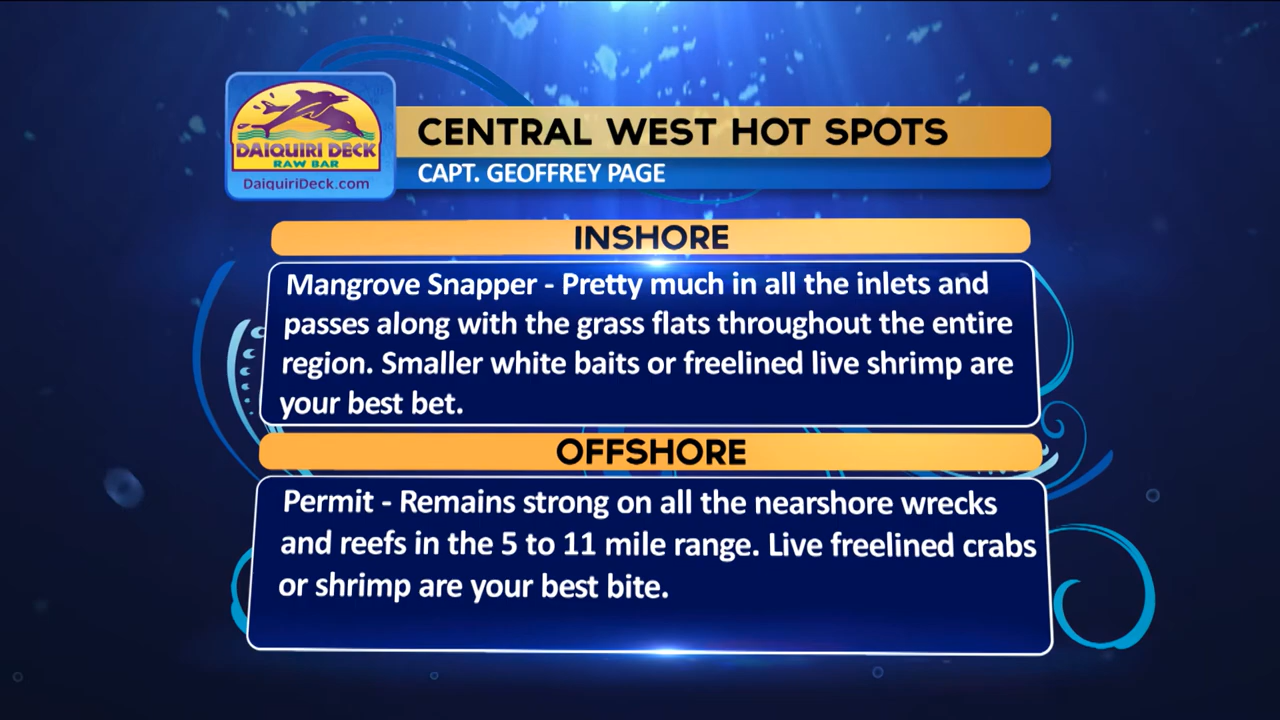 DAIQUIRI DECK
RAW BAR
DaiquiriDeck.com
CENTRAL WEST HOT SPOTS
CAPT. GEOFFREY PAGE
INSHORE
Mangrove Snapper - Pretty much in all the inlets and
passes along with the grass flats throughout the entire
region. Smaller white baits or freelined live shrimp are
your best bet.
OFFSHORE
Permit - Remains strong on all the nearshore wrecks
and reefs in the 5 to 11 mile range. Live freelined crabs
or shrimp are your best bite.